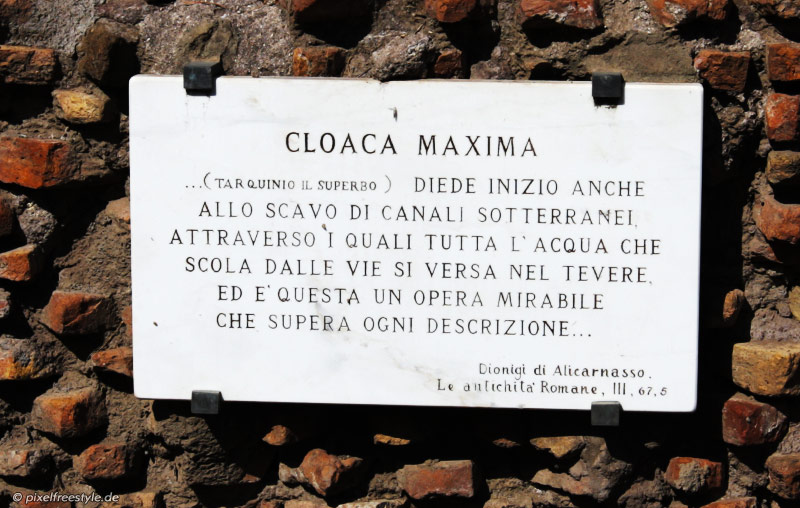 CLOACA MAXIMA
...(TARQUINIO IL SUPERBO) DIEDE INIZIO ANCHE
ALLO SCAVO DI CANALI SOTTERRANEI,
ATTRAVERSO I QUALI TUTTA L'ACQUA CHE
SCOLA DALLE VIE SI VERSA NEL TEVERE,
ED E' QUESTA UN OPERA MIRABILE
CHE SUPERA OGNI DESCRIZIONE...
Dionigi di Alicarnasso.
Le antichita' Romane, III, 67,5
© pixelfreestyle.de